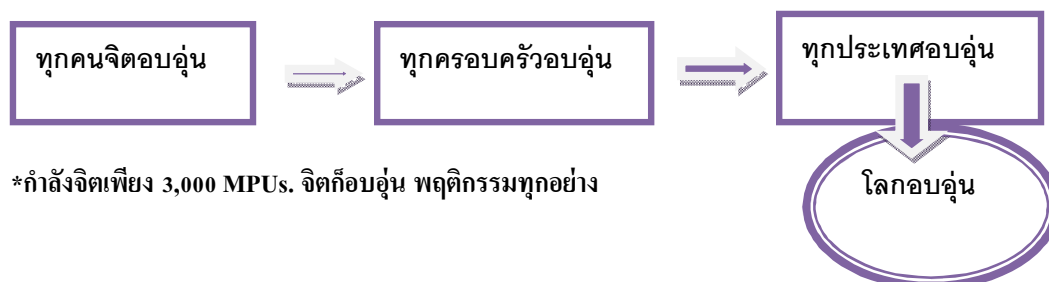 ทุกคนจิตอบอุ่น
ทุกครอบครัวอบอุ่น
ทุกประเทศอบอุ่น
โลกอบอุ่น
*กำลังจิตเพียง 3,000 MPUs. จิตก็อบอุ่น พฤติกรรมทุกอย่าง